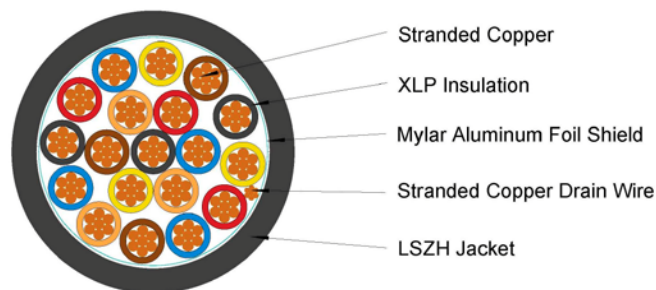 Stranded Copper
XLP Insulation
Mylar Aluminum Foil Shield
Stranded Copper Drain Wire
LSZH Jacket